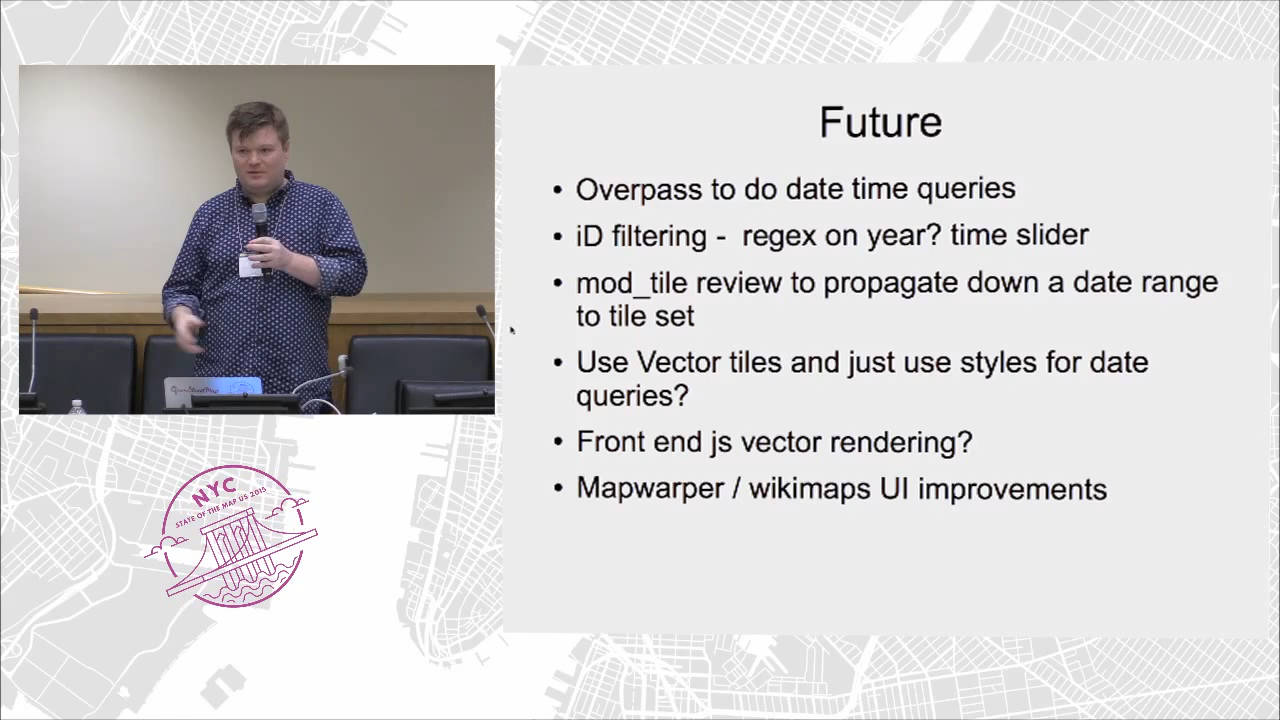 Future
• Overpass to do date time queries
• iD filtering - regex on year? time slider
• mod_tile review to propagate down a date range
to tile set
• Use Vector tiles and just use styles for date
queries?
• Front end js vector rendering?
• Mapwarper / wikimaps UI improvements
OpenStreetMap
NYC
STATE OF THE MAP US 2015